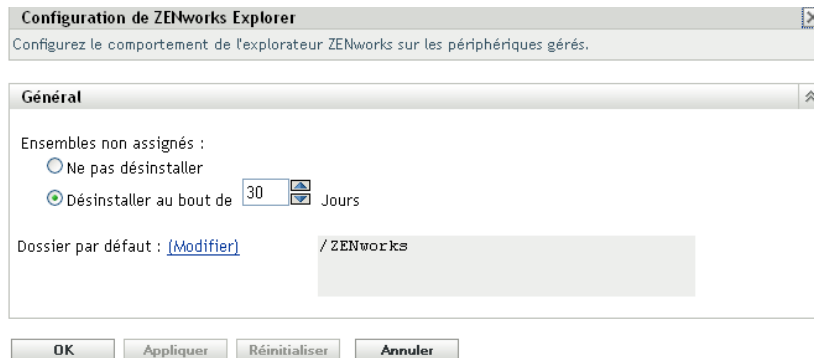 Configuration de ZENworks Explorer
Configurez le comportement de l'explorateur ZENworks sur les périphériques gérés.
Général
Ensembles non assignés :
Ne pas désinstaller
Désinstaller au bout de 30 Jours
Dossier par défaut : (Modifier) /ZENworks
OK Appliquer Réinitialiser Annuler